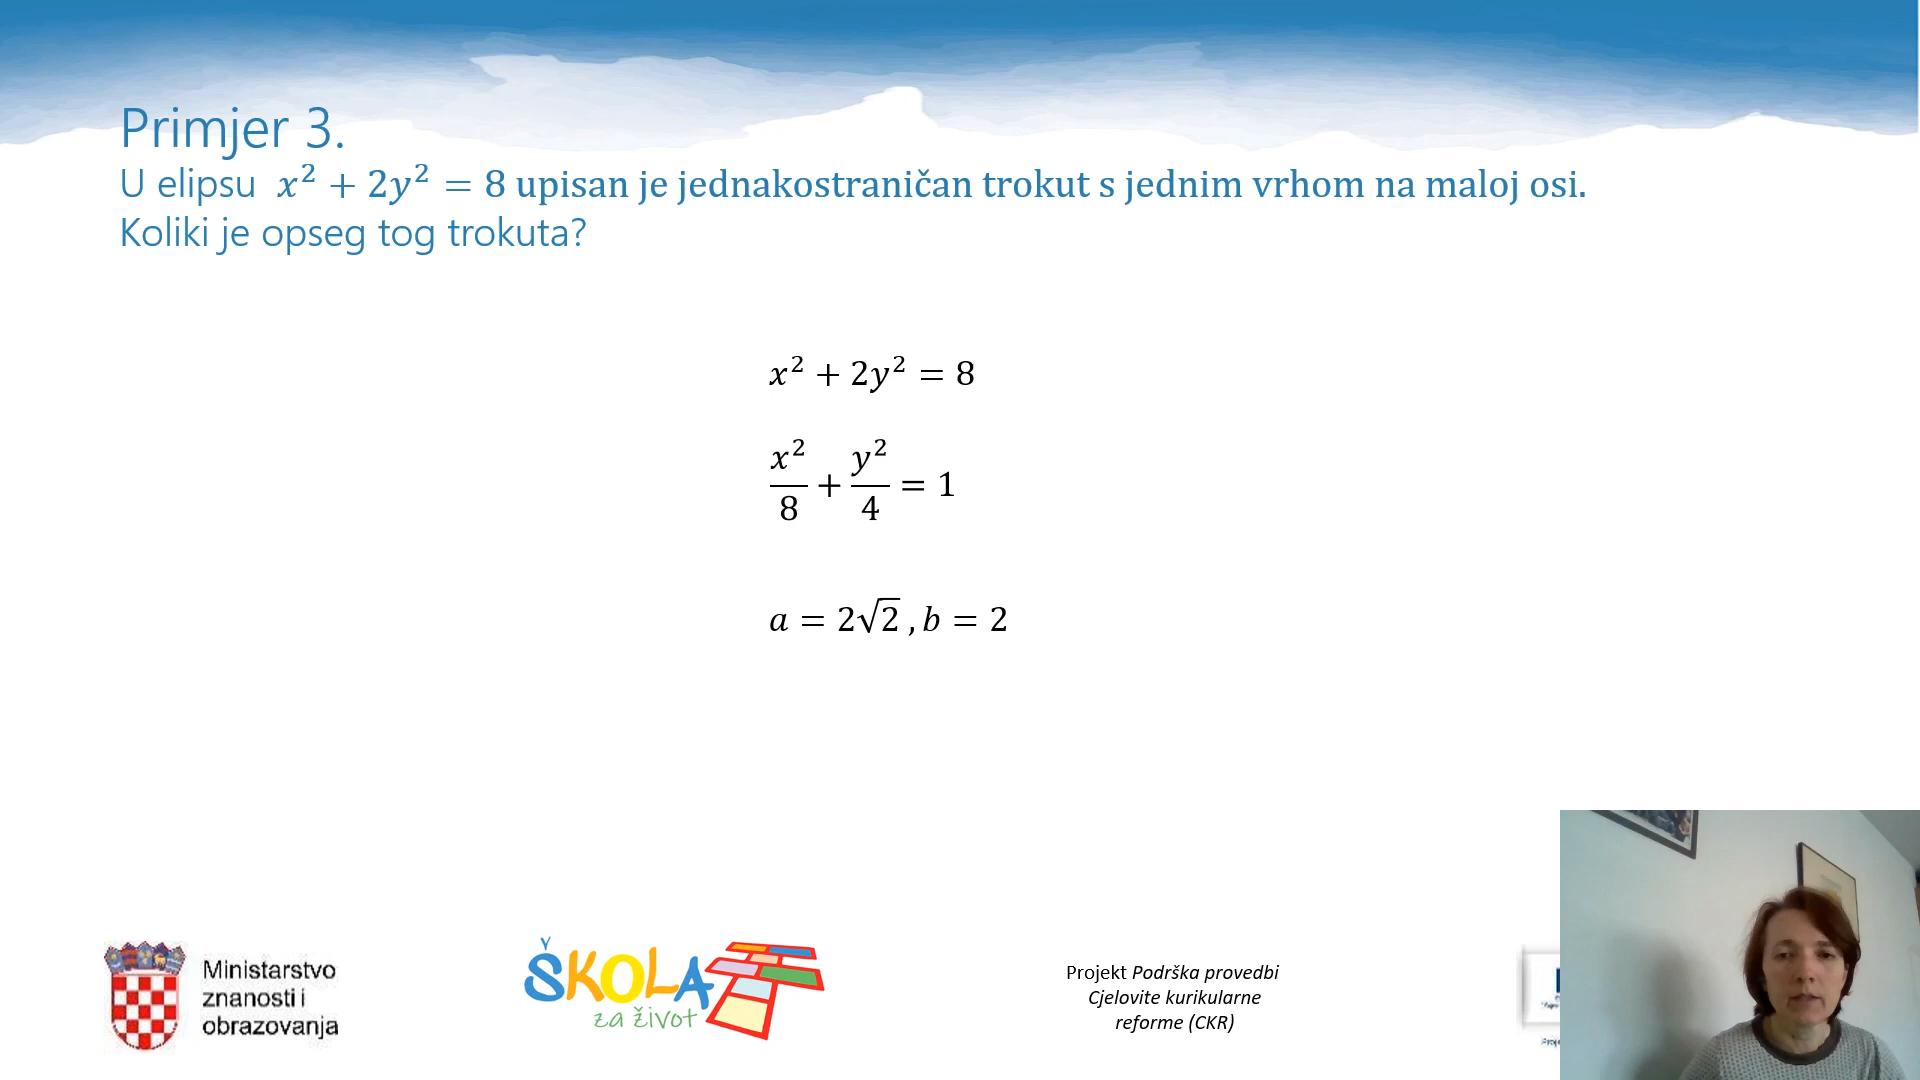 Primjer 3.
U elipsu x² + 2y² = 8 upisan je jednakostraničan trokut s jednim vrhom na maloj osi.
Koliki je opseg tog trokuta?
x² + 2y² = 8
x²/8 + y²/4 = 1
a = 2√2 , b = 2
Ministarstvo
znanosti i
obrazovanja
ŠKOLA
za život
Projekt Podrška provedbi
Cjelovite kurikularne
reforme (CKR)